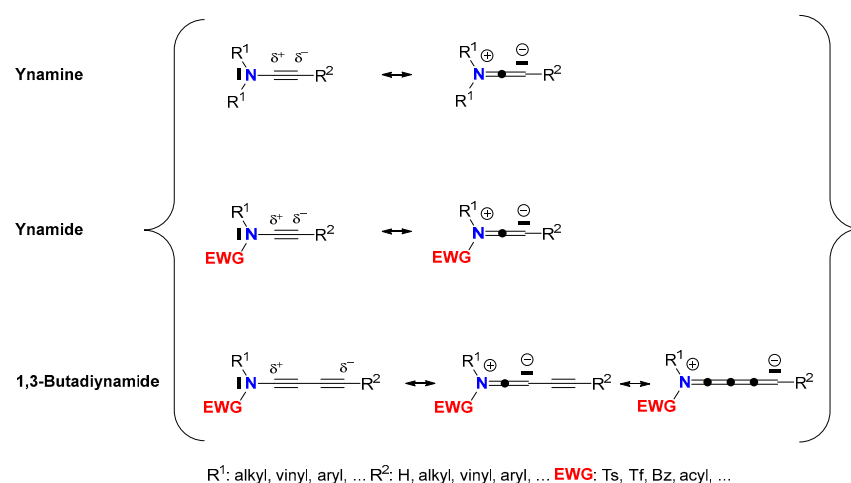 R¹ δ⁺ δ⁻ ⊕ ⊖
Ynamine N R² ↔ N R²
R¹ R¹
R¹ δ⁺ δ⁻ R¹ ⊕ ⊖
Ynamide N R² ↔ N R²
EWG EWG
R¹ δ⁺ δ⁻ R¹ ⊕ ⊖ R¹ ⊕ ⊖
1,3-Butadiynamide N R² ↔ N R² ↔ N R²
EWG EWG EWG
R¹: alkyl, vinyl, aryl, ... R²: H, alkyl, vinyl, aryl, ... EWG: Ts, Tf, Bz, acyl, ...